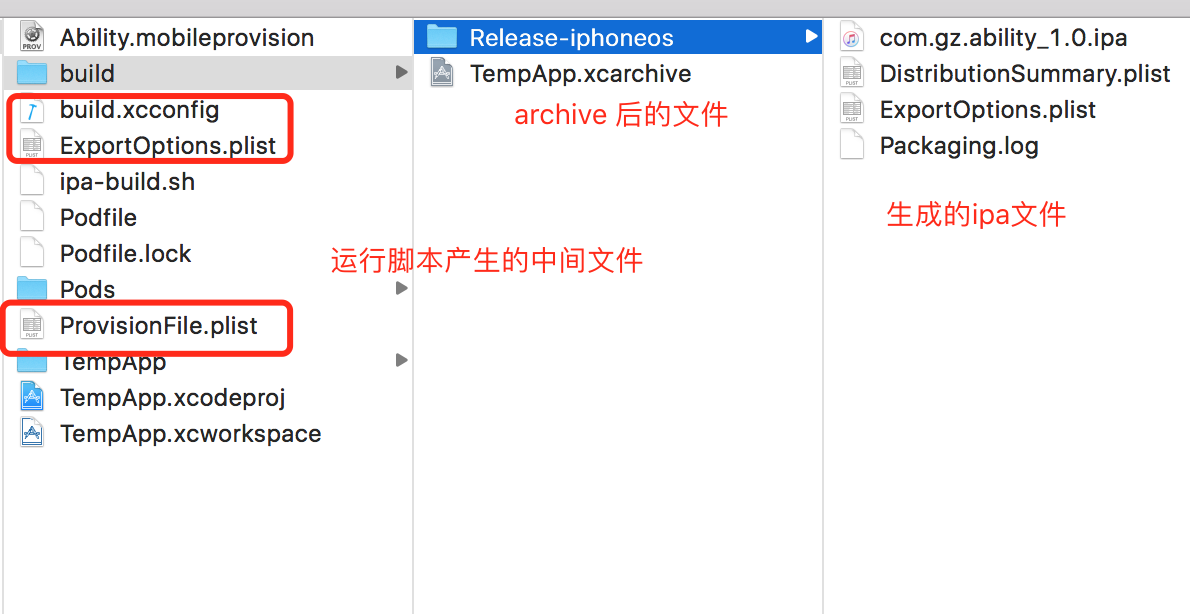 Ability.mobileprovision
build
build.xcconfig
ExportOptions.plist
ipa-build.sh
Podfile
Podfile.lock
Pods
ProvisionFile.plist
TempApp
TempApp.xcodeproj
TempApp.xcworkspace
运行脚本产生的中间文件
Release-iphoneos
TempApp.xcarchive
archive 后的文件
com.gz.ability_1.0.ipa
DistributionSummary.plist
ExportOptions.plist
Packaging.log
生成的ipa文件